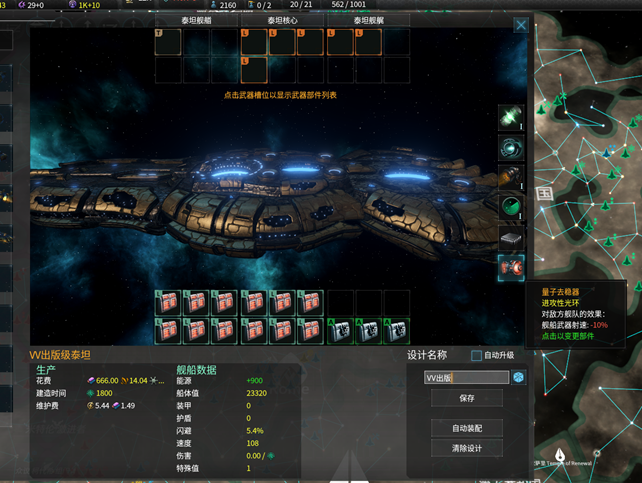 29+0 1K+10 2160 0 / 2 20 / 21 562 / 1001
泰坦舰艏 泰坦核心 泰坦舰艉
T L L L L L
L
点击武器槽位以显示武器部件列表
I
I
I
国
L L L L L L
L L L L L L A A A
量子去稳器
进攻性光环
对敌方舰队的效果:
舰船武器射速: -10%
点击以变更部件
VV出版级泰坦
设计名称 自动升级
生产
花费 666.00 14.04 ...
建造时间 1800
维护费 5.44 1.49
舰船数据
能源 +900
船体值 23320
装甲 0
护盾 0
闪避 5.4%
速度 108
伤害 0.00 /
特殊值 1
VV出版
保存
自动装配
清除设计